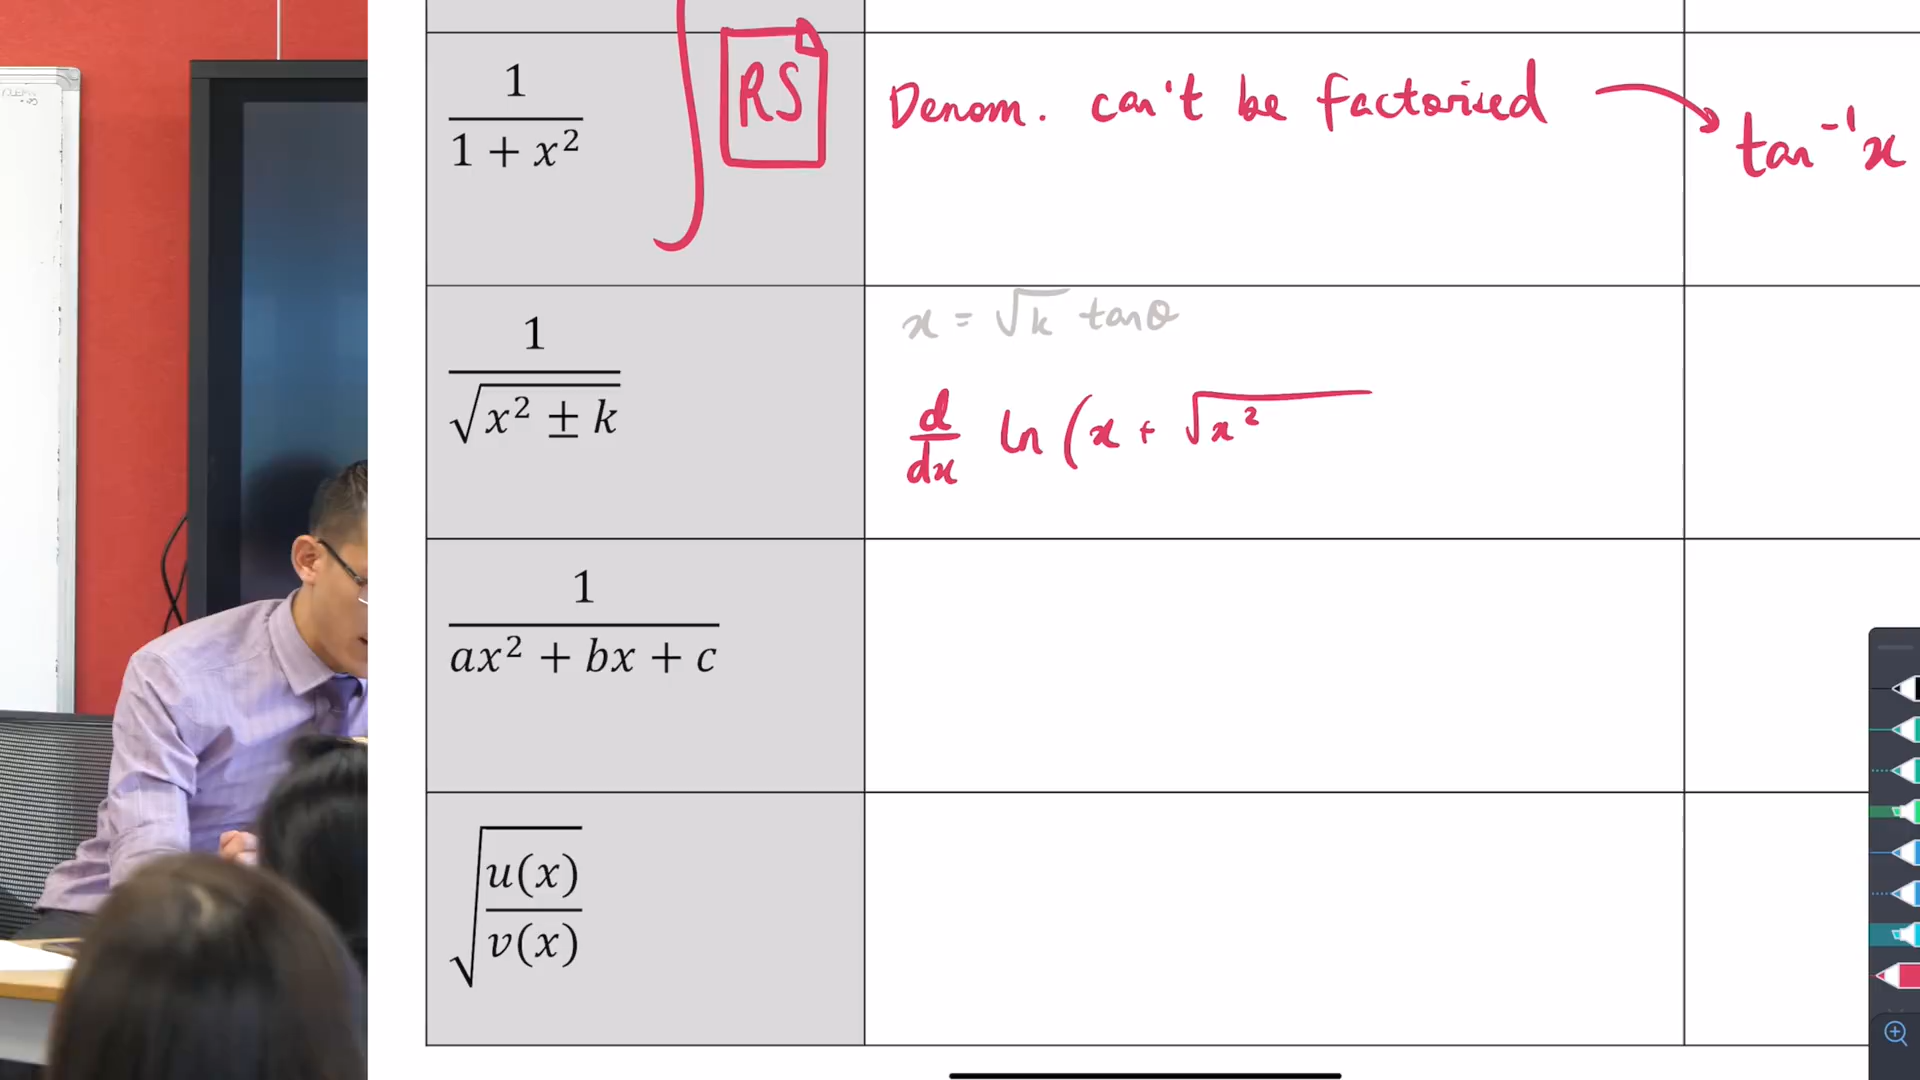 1/(1 + x²)
RS
Denom. can't be factorised → tan⁻¹x
1/√(x² ± k)
x = √k tanθ
d/dx ln (x + √x²
1/(ax² + bx + c)
√(u(x)/v(x))